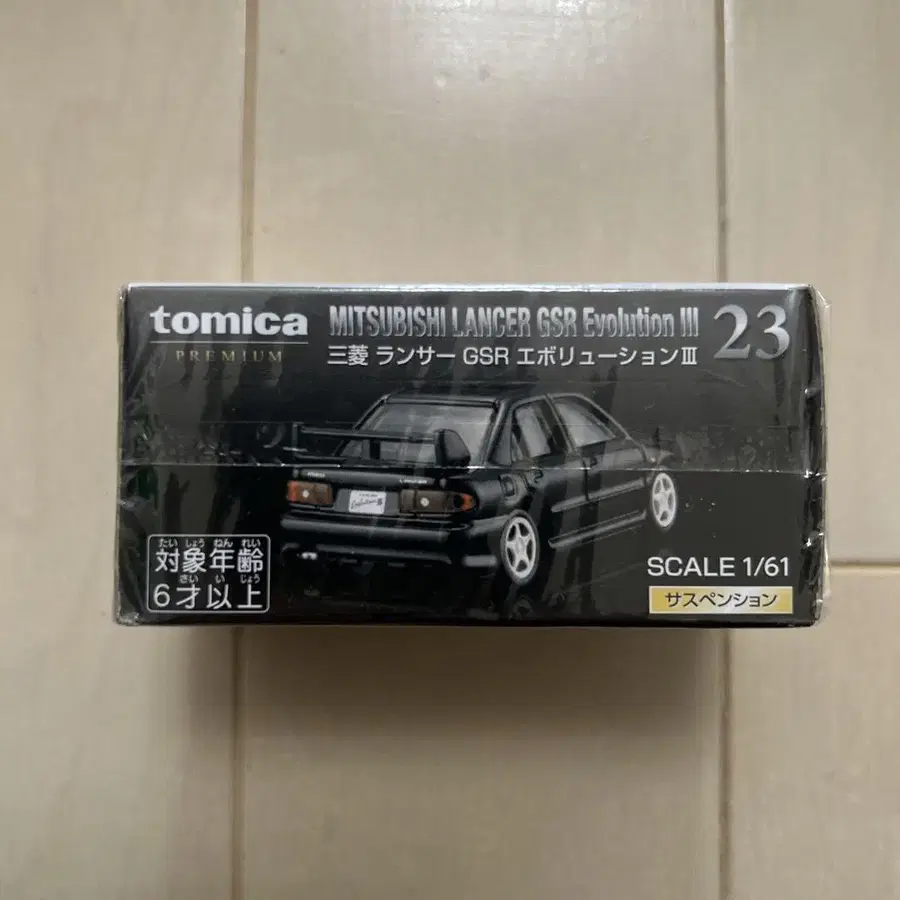 tomica
PREMIUM
MITSUBISHI LANCER GSR Evolution III
三菱 ランサー GSR エボリューションⅢ
23
LANCER
Evolution III
たい しょう ねん れい
対象年齢
さい い じょう
6才以上
SCALE 1/61
サスペンション